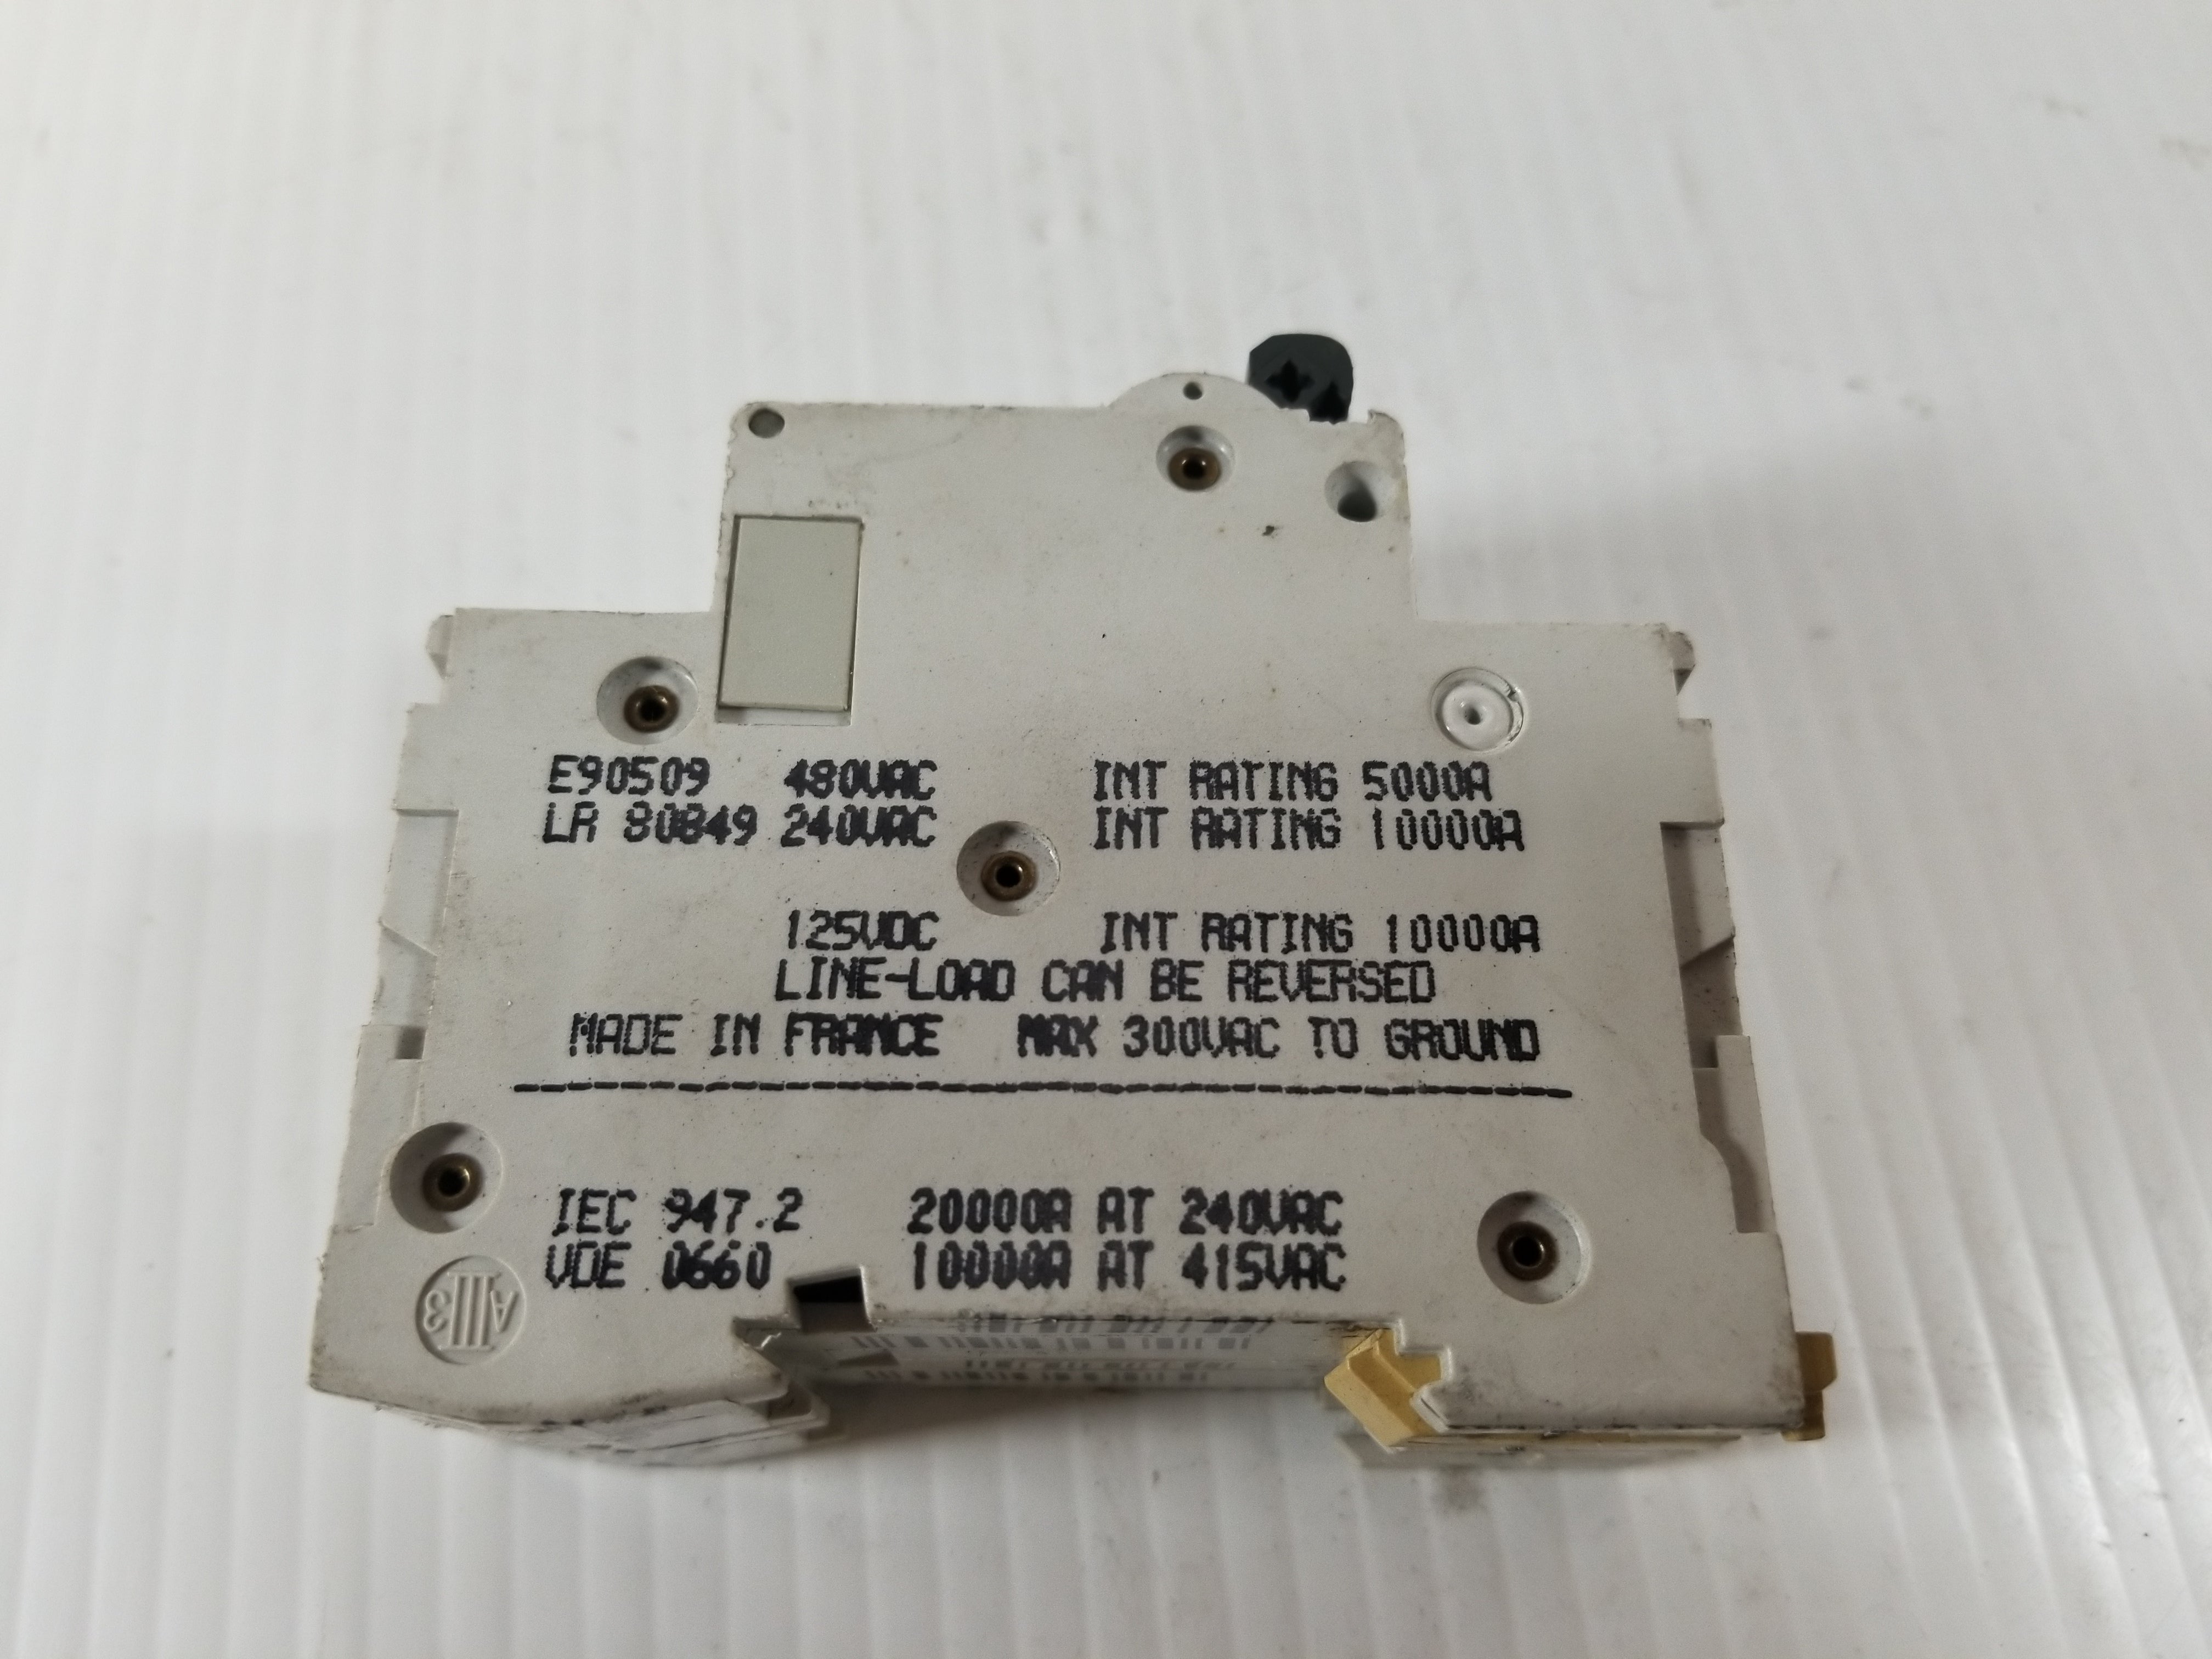 E90509 480VAC INT RATING 5000A
LR 80849 240VAC INT RATING 10000A
125VDC INT RATING 10000A
LINE-LOAD CAN BE REVERSED
MADE IN FRANCE MAX 300VAC TO GROUND
IEC 947.2 20000A AT 240VAC
VDE 0660 10000A AT 415VAC